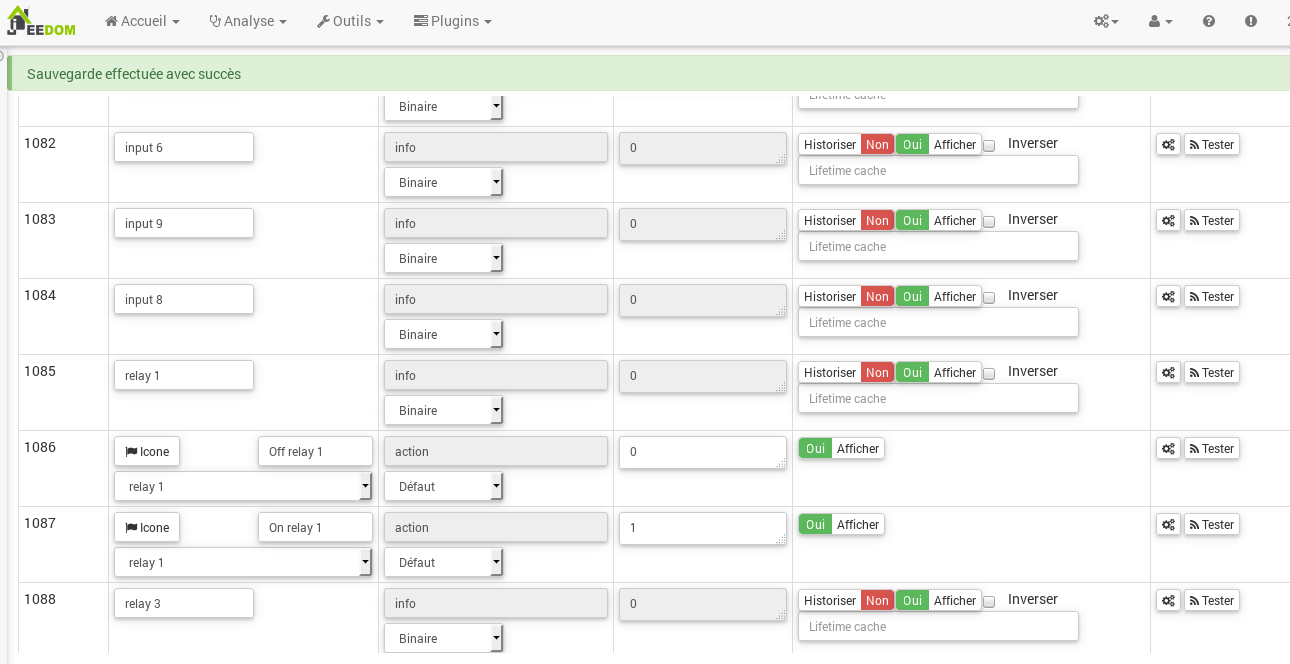 JEEDOM Accueil Analyse Outils Plugins
Sauvegarde effectuée avec succès
Binaire Lifetime cache
1082 input 6 info 0 Historiser Non Oui Afficher Inverser Tester
Binaire Lifetime cache
1083 input 9 info 0 Historiser Non Oui Afficher Inverser Tester
Binaire Lifetime cache
1084 input 8 info 0 Historiser Non Oui Afficher Inverser Tester
Binaire Lifetime cache
1085 relay 1 info 0 Historiser Non Oui Afficher Inverser Tester
Binaire Lifetime cache
1086 Icone Off relay 1 action 0 Oui Afficher Tester
relay 1 Défaut
1087 Icone On relay 1 action 1 Oui Afficher Tester
relay 1 Défaut
1088 relay 3 info 0 Historiser Non Oui Afficher Inverser Tester
Binaire Lifetime cache